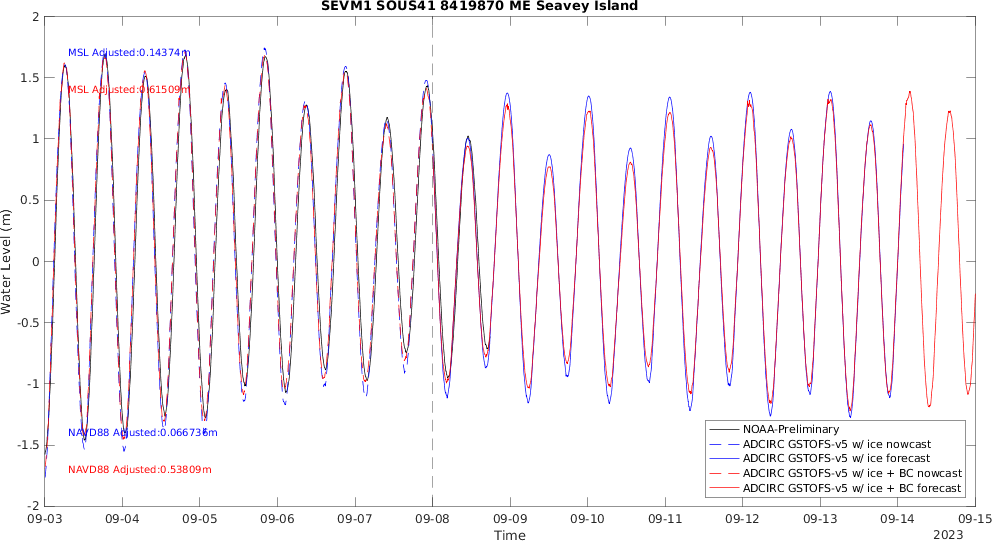 SEVM1 SOUS41 8419870 ME Seavey Island
2
1.5
1
0.5
0
-0.5
-1
-1.5
-2
Water Level (m)
MSL Adjusted:0.14374m
MSL Adjusted:0.61509m
NAVD88 Adjusted:0.066736m
NAVD88 Adjusted:0.53809m
NOAA-Preliminary
ADCIRC GSTOFS-v5 w/ ice nowcast
ADCIRC GSTOFS-v5 w/ ice forecast
ADCIRC GSTOFS-v5 w/ ice + BC nowcast
ADCIRC GSTOFS-v5 w/ ice + BC forecast
09-03 09-04 09-05 09-06 09-07 09-08 09-09 09-10 09-11 09-12 09-13 09-14 09-15
Time
2023